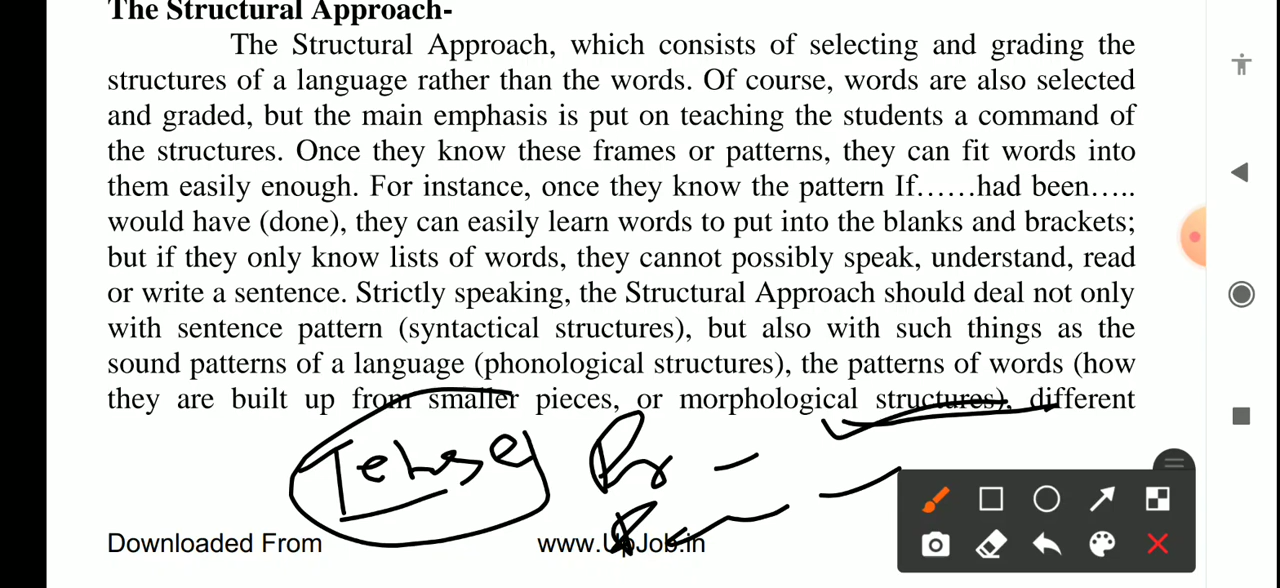 The Structural Approach-
The Structural Approach, which consists of selecting and grading the
structures of a language rather than the words. Of course, words are also selected
and graded, but the main emphasis is put on teaching the students a command of
the structures. Once they know these frames or patterns, they can fit words into
them easily enough. For instance, once they know the pattern If……had been…..
would have (done), they can easily learn words to put into the blanks and brackets;
but if they only know lists of words, they cannot possibly speak, understand, read
or write a sentence. Strictly speaking, the Structural Approach should deal not only
with sentence pattern (syntactical structures), but also with such things as the
sound patterns of a language (phonological structures), the patterns of words (how
they are built up from smaller pieces, or morphological structures), different
Downloaded From www.UpJob.in